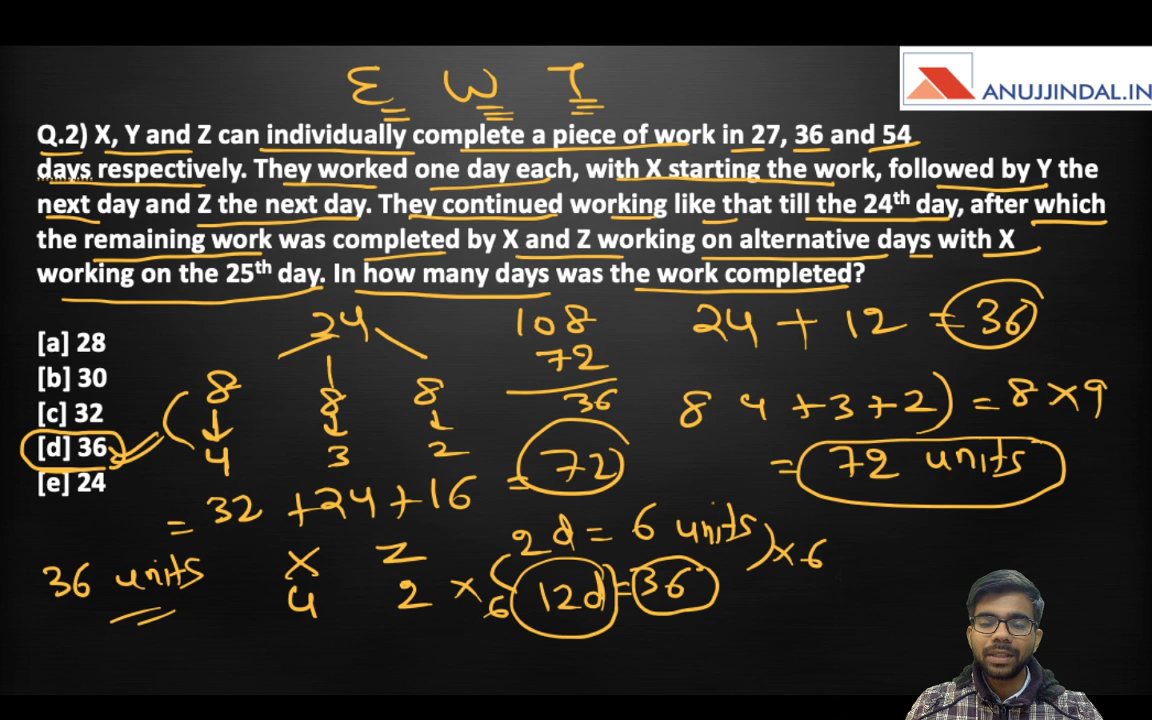 E W T
ANUJJINDAL.IN
Q.2) X, Y and Z can individually complete a piece of work in 27, 36 and 54
days respectively. They worked one day each, with X starting the work, followed by Y the
next day and Z the next day. They continued working like that till the 24th day, after which
the remaining work was completed by X and Z working on alternative days with X
working on the 25th day. In how many days was the work completed?
[a] 28
[b] 30
[c] 32
[d] 36
[e] 24
24
8 8 8
4 3 2
= 32 + 24 + 16 = 72
108
72
36
24 + 12 = 36
8 4 + 3 + 2) = 8 × 9
= 72 units
36 units
X Z
4 2 × 6
2d = 6 units) × 6
12d = 36